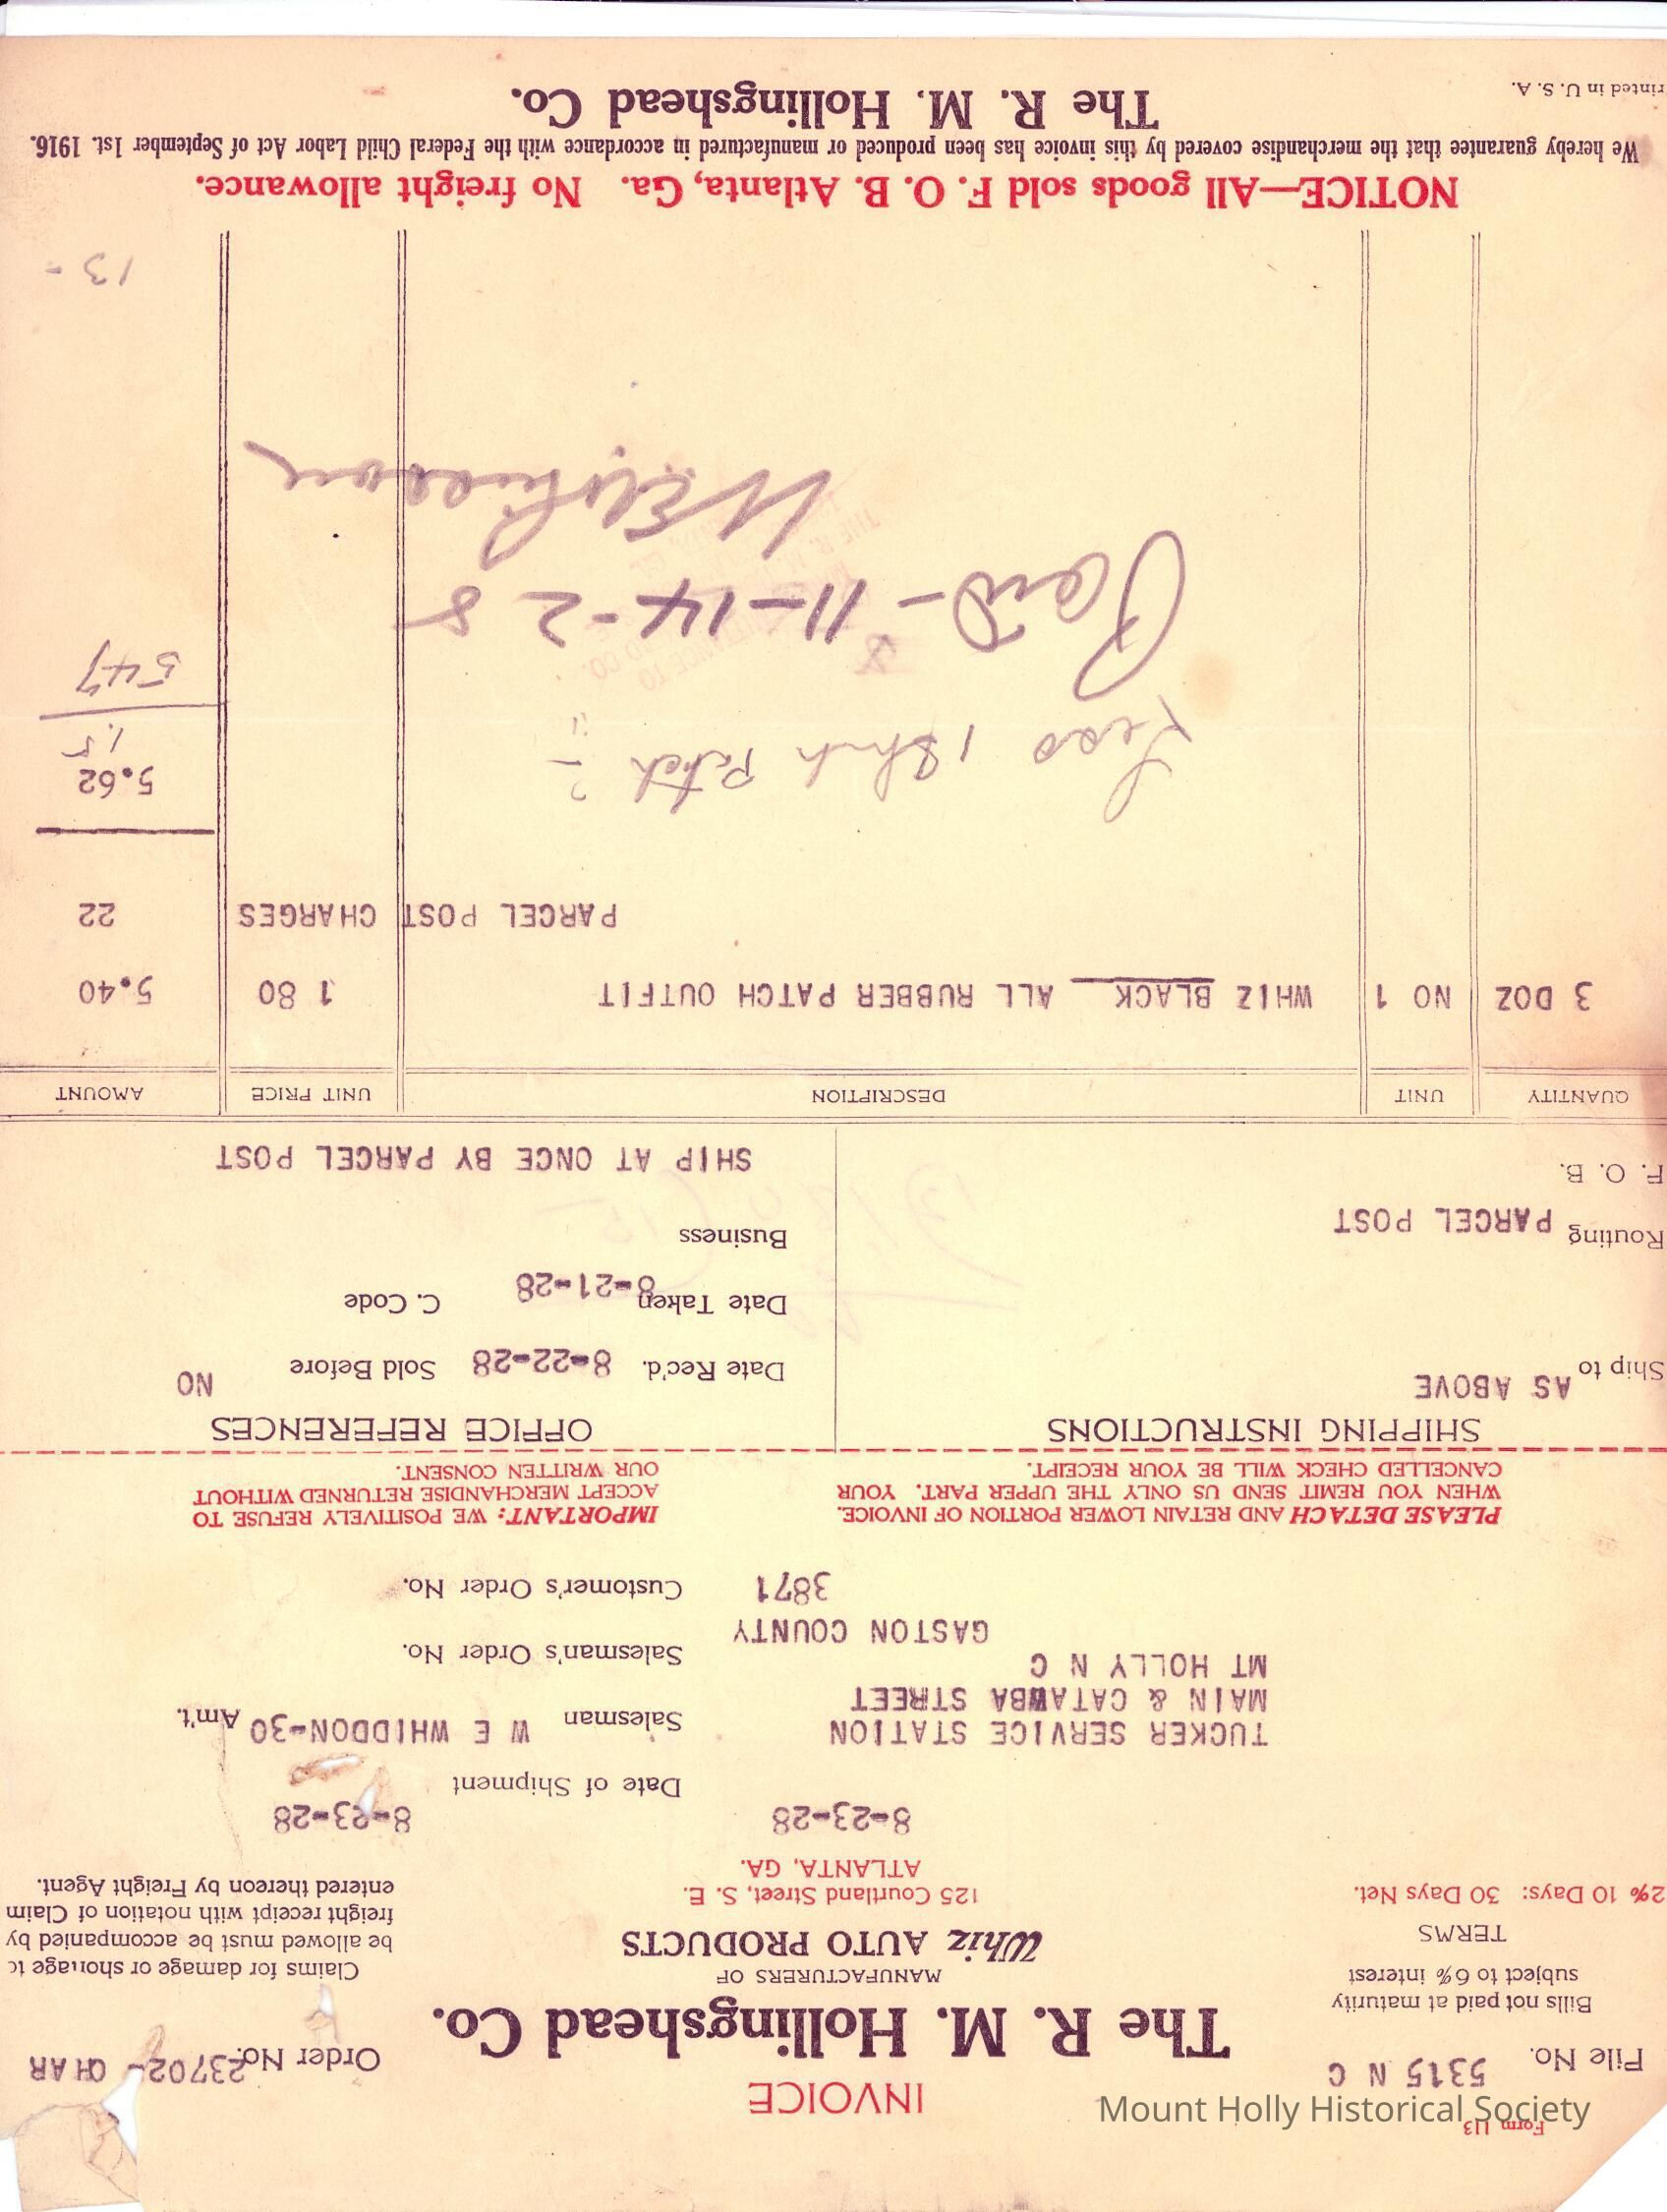 Form 113
INVOICE
File No. 5315 N C
Order No. 23702- CHAR
The R. M. Hollingshead Co.
Bills not paid at maturity
subject to 6% interest
TERMS
2% 10 Days: 30 Days Net.
MANUFACTURERS OF
Whiz AUTO PRODUCTS
125 Courtland Street, S. E.
ATLANTA, GA.
Claims for damage or shortage to
be allowed must be accompanied by
freight receipt with notation of Claim
entered thereon by Freight Agent.
8-23-28
8-23-28
Date of Shipment
TUCKER SERVICE STATION
MAIN & CATAWBA STREET
MT HOLLY N C
GASTON COUNTY
3871
Salesman W E WHIDDON-30 Am't.
Salesman's Order No.
Customer's Order No.
PLEASE DETACH AND RETAIN LOWER PORTION OF INVOICE.
WHEN YOU REMIT SEND US ONLY THE UPPER PART. YOUR
CANCELLED CHECK WILL BE YOUR RECEIPT.
IMPORTANT: WE POSITIVELY REFUSE TO
ACCEPT MERCHANDISE RETURNED WITHOUT
OUR WRITTEN CONSENT.
SHIPPING INSTRUCTIONS
Ship to AS ABOVE
Routing PARCEL POST
F. O. B.
OFFICE REFERENCES
Date Rec'd. 8-22-28 Sold Before NO
Date Taken 8-21-28 C. Code
Business
SHIP AT ONCE BY PARCEL POST
QUANTITY UNIT DESCRIPTION UNIT PRICE AMOUNT
3 DOZ NO 1 WHIZ BLACK ALL RUBBER PATCH OUTFIT 1 80 5.40
PARCEL POST CHARGES 22
5.62
Less 1 Patch 15
547
Paid - 11-14-28
13-
NOTICE—All goods sold F. O. B. Atlanta, Ga. No freight allowance.
We hereby guarantee that the merchandise covered by this invoice has been produced or manufactured in accordance with the Federal Child Labor Act of September 1st. 1916.
The R. M. Hollingshead Co.
rinted in U. S. A.
Mount Holly Historical Society